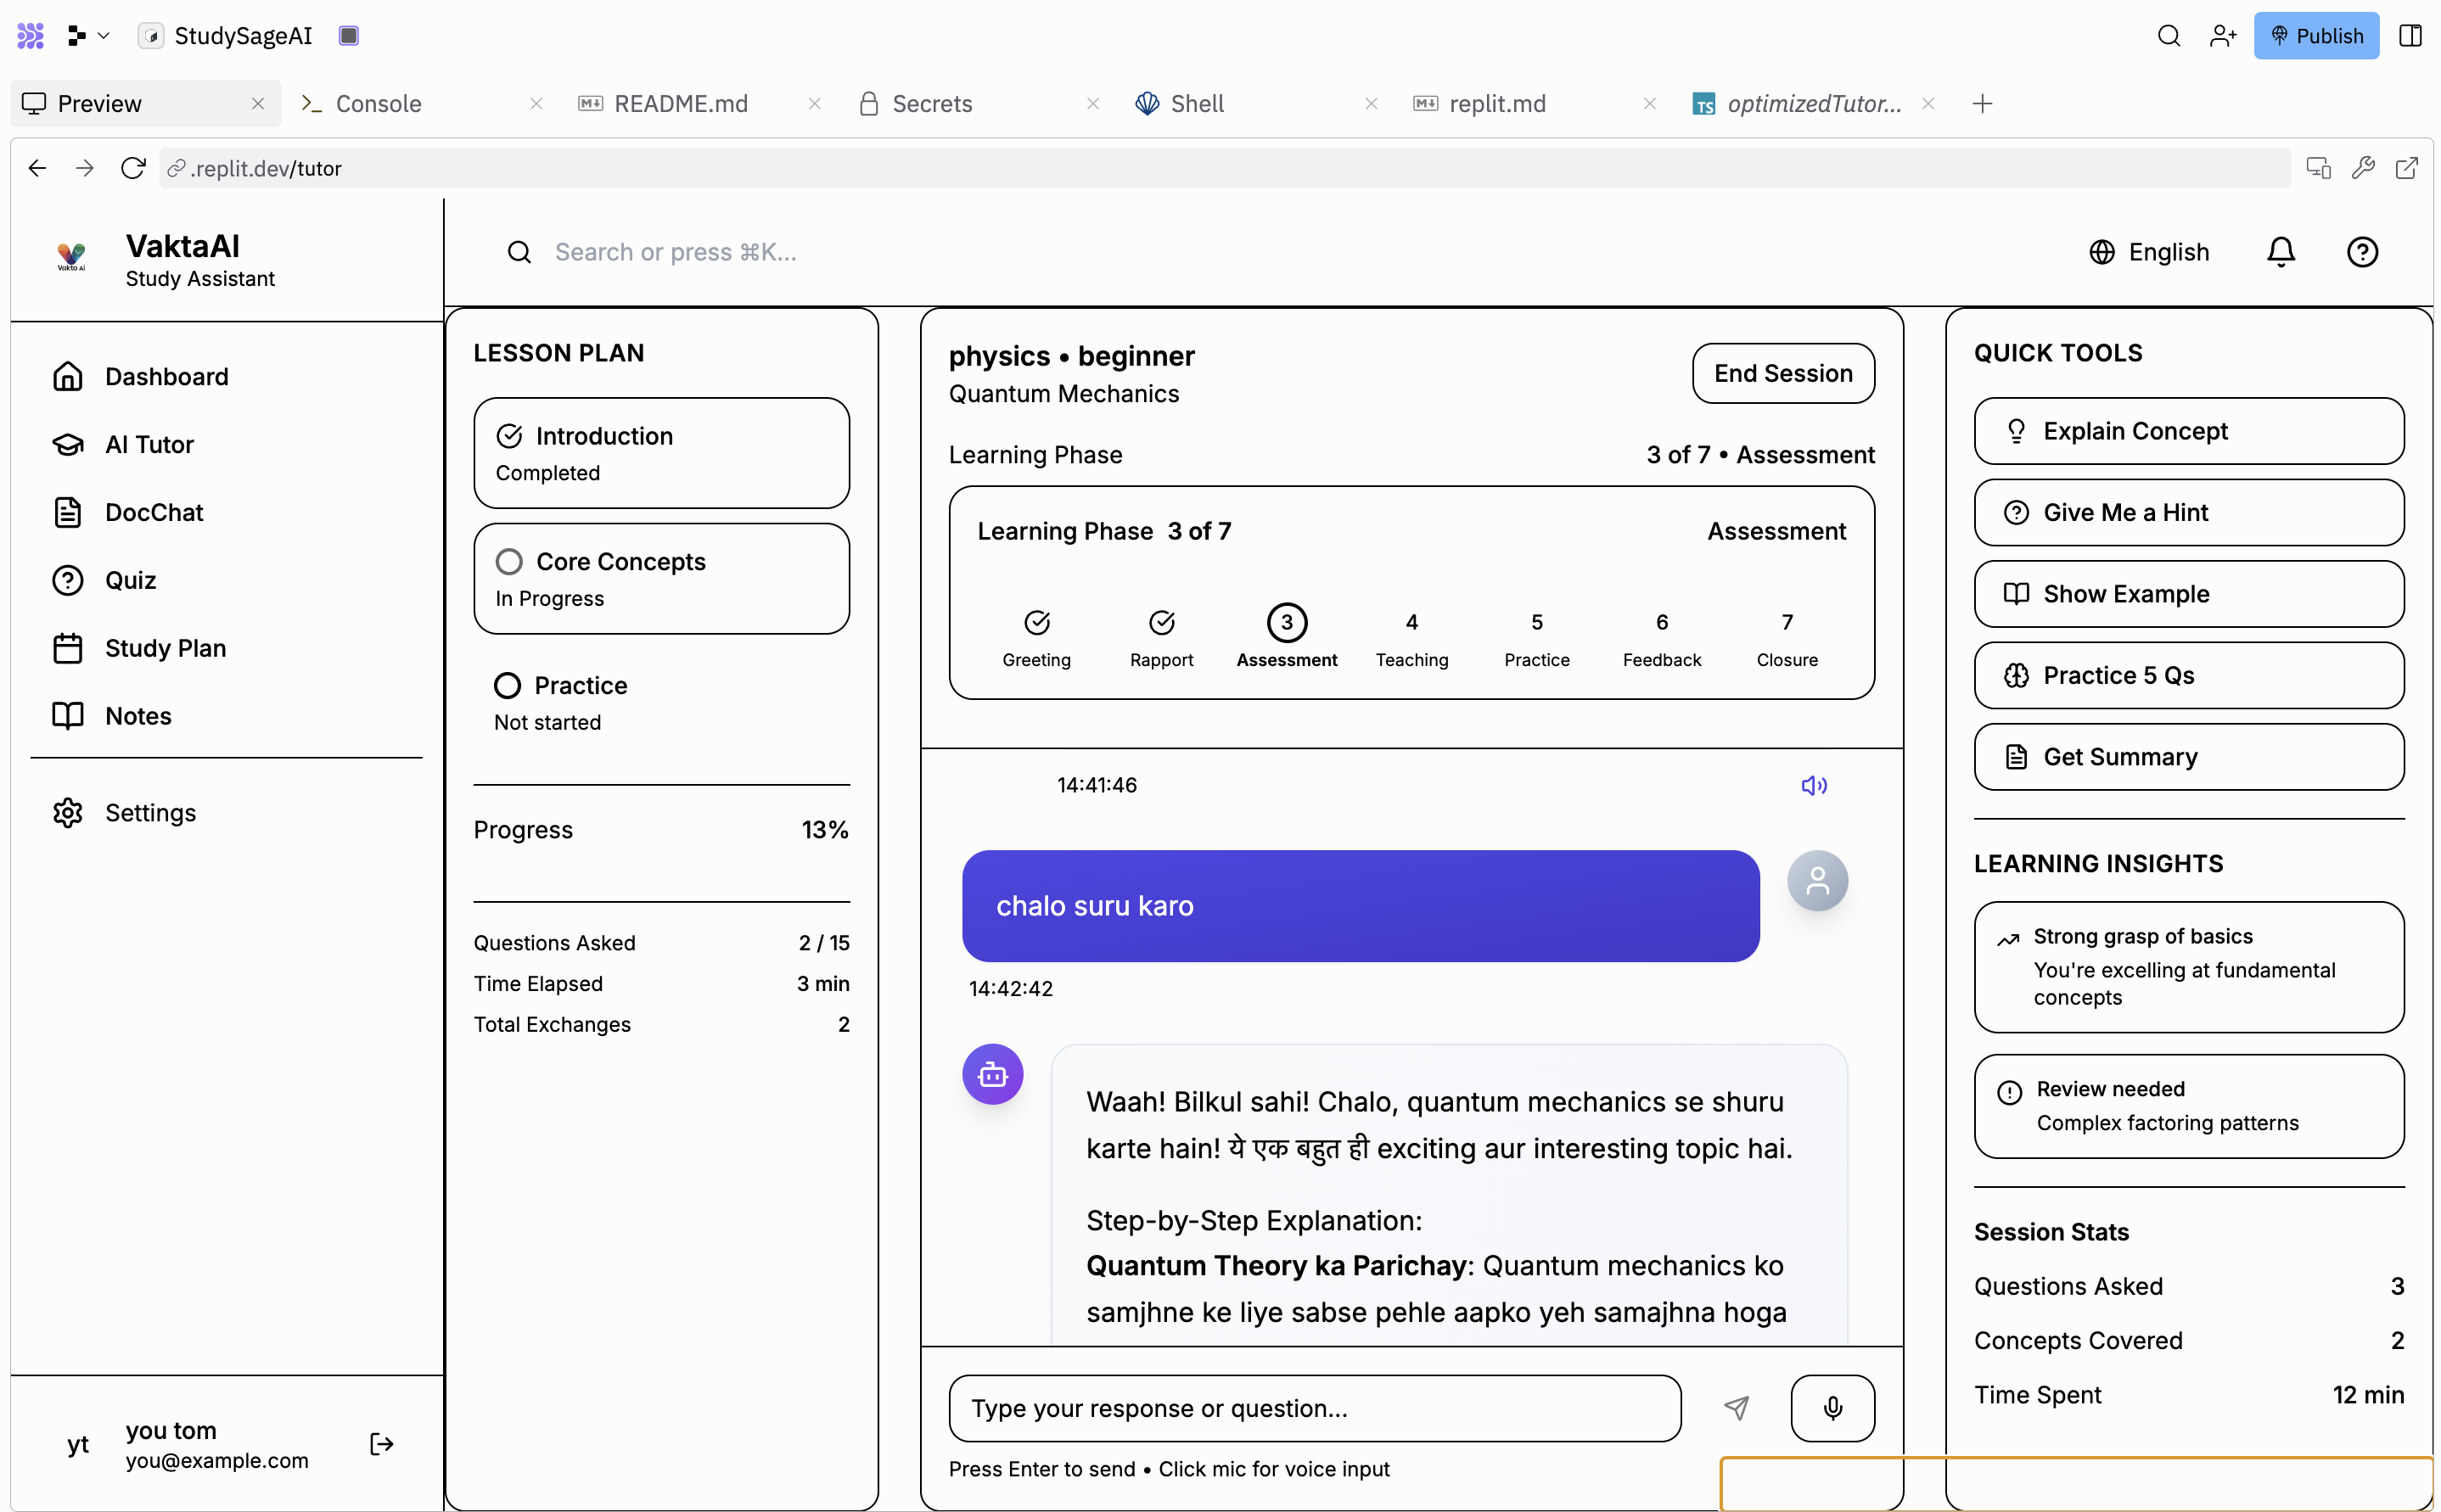 StudySageAI
Publish
Preview
Console
README.md
Secrets
Shell
replit.md
optimizedTutor...
.replit.dev/tutor
VaktaAI
Study Assistant
Vakta Ai
Search or press ⌘K...
English
Dashboard
AI Tutor
DocChat
Quiz
Study Plan
Notes
Settings
yt
you tom
you@example.com
LESSON PLAN
Introduction
Completed
Core Concepts
In Progress
Practice
Not started
Progress 13%
Questions Asked 2 / 15
Time Elapsed 3 min
Total Exchanges 2
physics • beginner
Quantum Mechanics
End Session
Learning Phase 3 of 7 • Assessment
Learning Phase 3 of 7 Assessment
3 4 5 6 7
Greeting Rapport Assessment Teaching Practice Feedback Closure
14:41:46
chalo suru karo
14:42:42
Waah! Bilkul sahi! Chalo, quantum mechanics se shuru
karte hain! ये एक बहुत ही exciting aur interesting topic hai.
Step-by-Step Explanation:
Quantum Theory ka Parichay: Quantum mechanics ko
samjhne ke liye sabse pehle aapko yeh samajhna hoga
Type your response or question...
Press Enter to send • Click mic for voice input
QUICK TOOLS
Explain Concept
Give Me a Hint
Show Example
Practice 5 Qs
Get Summary
LEARNING INSIGHTS
Strong grasp of basics
You're excelling at fundamental
concepts
Review needed
Complex factoring patterns
Session Stats
Questions Asked 3
Concepts Covered 2
Time Spent 12 min